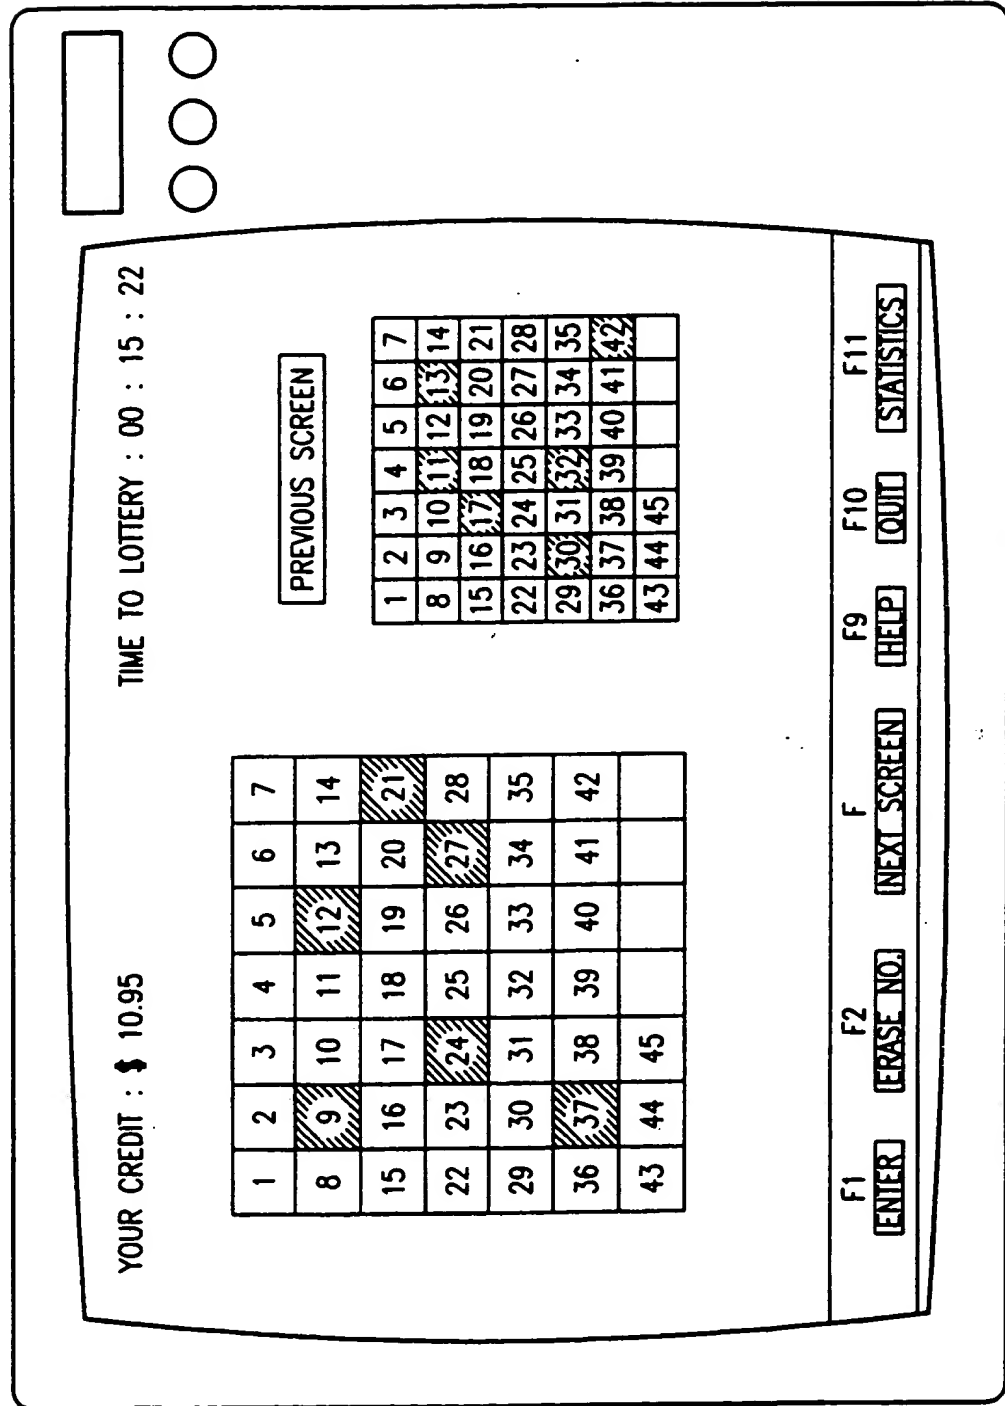 YOUR CREDIT : $ 10.95
TIME TO LOTTERY : 00 : 15 : 22
1 2 3 4 5 6 7
8 9 10 11 12 13 14
15 16 17 18 19 20 21
22 23 24 25 26 27 28
29 30 31 32 33 34 35
36 37 38 39 40 41 42
43 44 45
PREVIOUS SCREEN
1 2 3 4 5 6 7
8 9 10 11 12 13 14
15 16 17 18 19 20 21
22 23 24 25 26 27 28
29 30 31 32 33 34 35
36 37 38 39 40 41 42
43 44 45
F1 F2 F F9 F10 F11
ENTER ERASE NO. NEXT SCREEN HELP QUIT STATISTICS